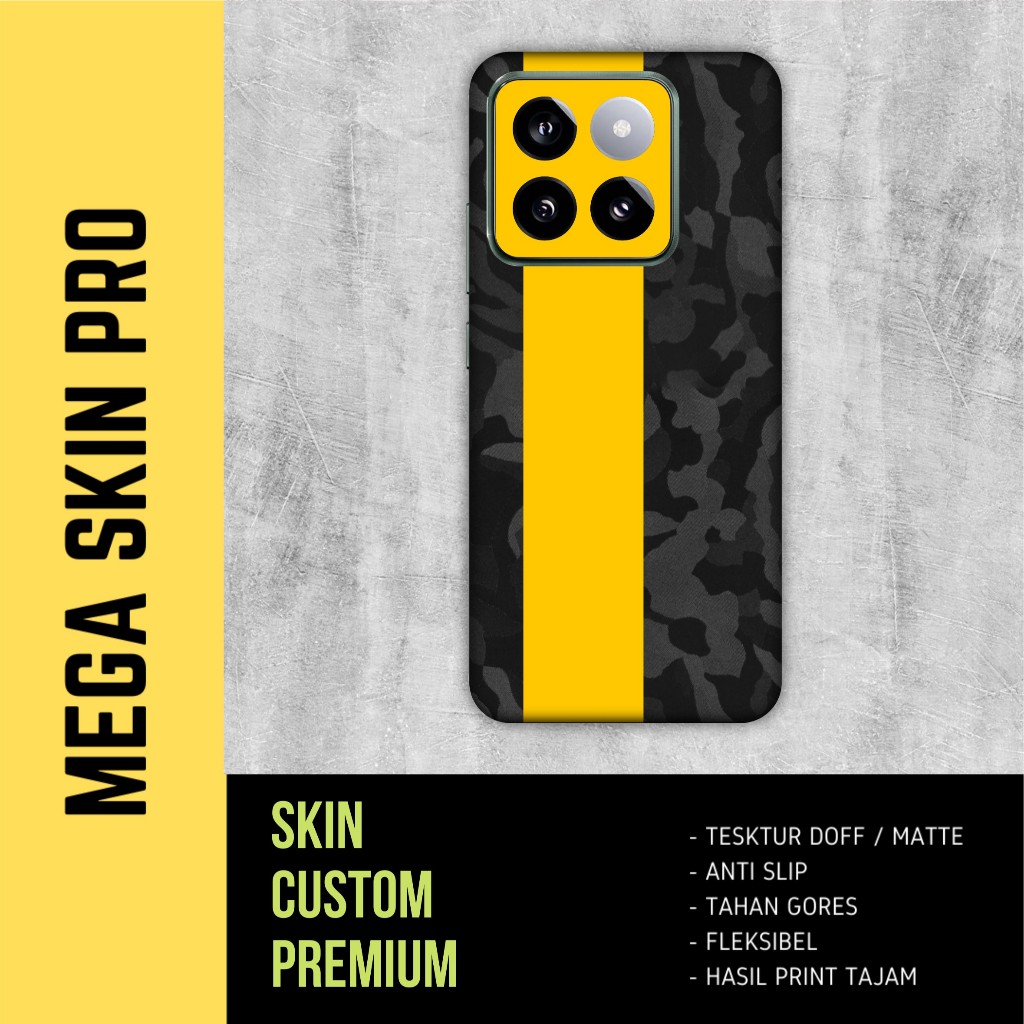 MEGA SKIN PRO
SKIN
CUSTOM
PREMIUM
- TESKTUR DOFF / MATTE
- ANTI SLIP
- TAHAN GORES
- FLEKSIBEL
- HASIL PRINT TAJAM